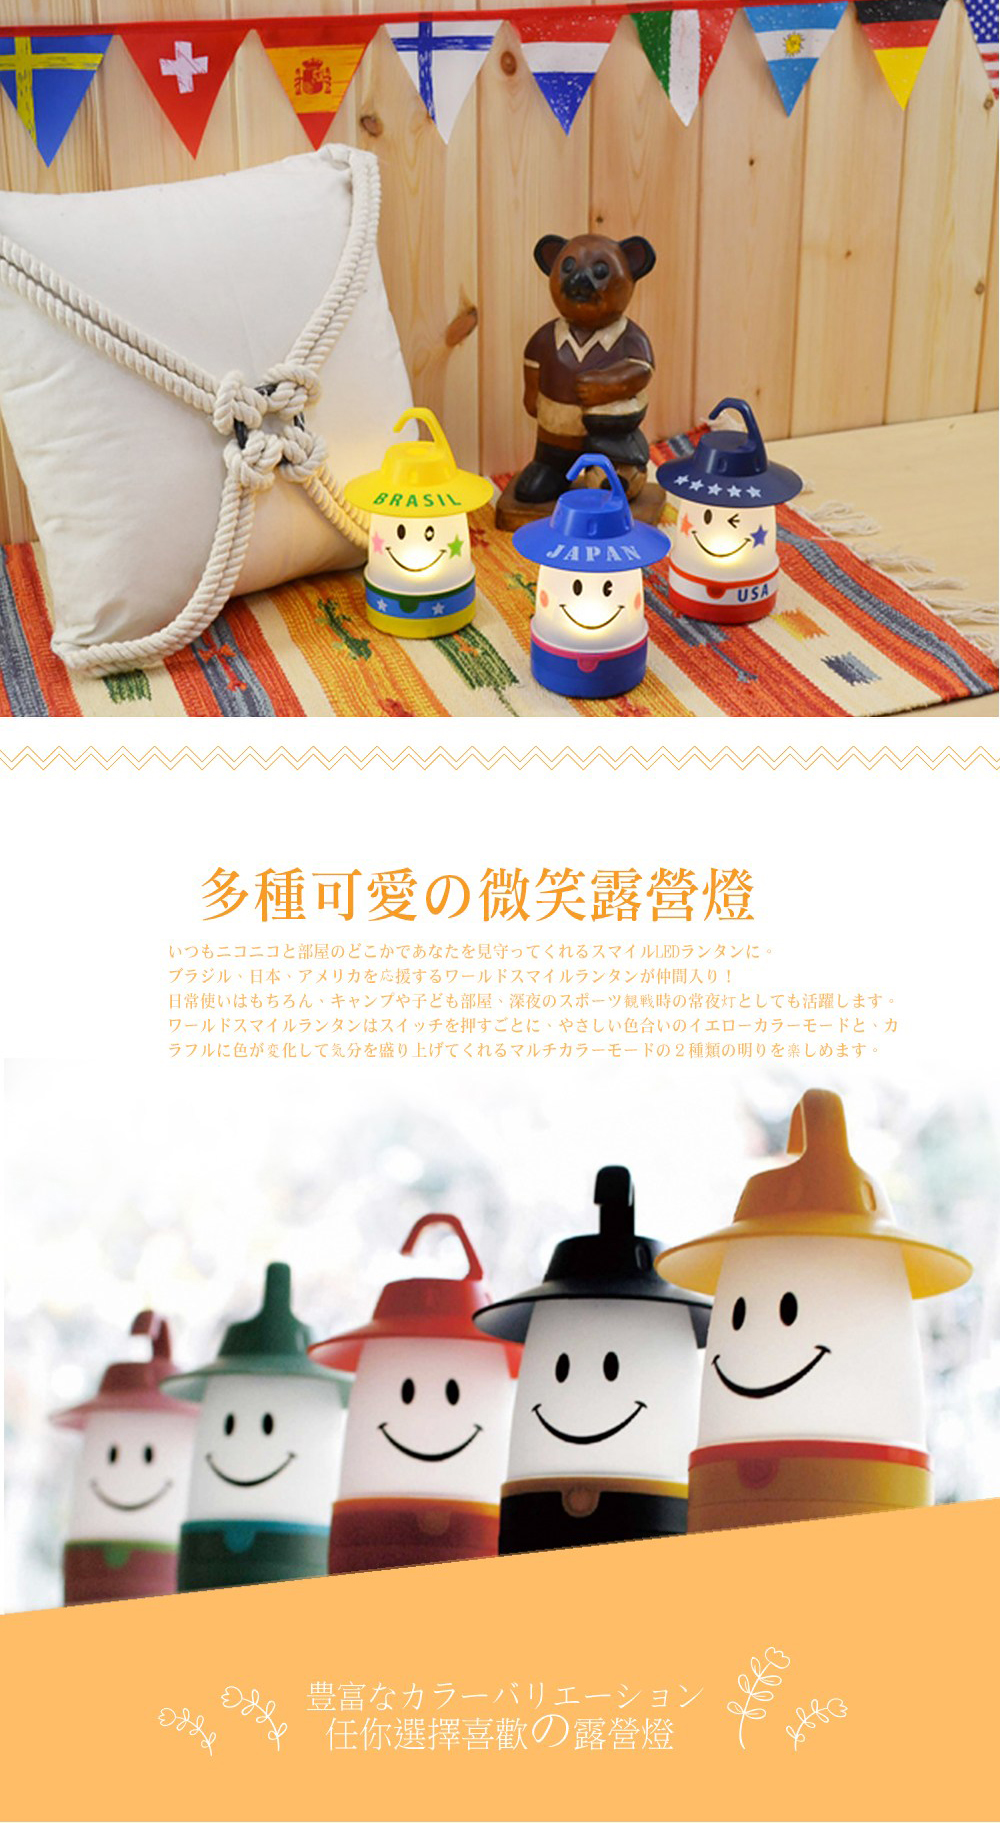 BRASIL
JAPAN
USA
多種可愛の微笑露營燈
いつもニコニコと部屋のどこかであなたを見守ってくれるスマイルLEDランタンに。
ブラジル、日本、アメリカを応援するワールドスマイルランタンが仲間入り！
日常使いはもちろん、キャンプや子ども部屋、深夜のスポーツ観戦時の常夜灯としても活躍します。
ワールドスマイルランタンはスイッチを押すごとに、やさしい色合いのイエローカラーモードと、カ
ラフルに色が変化して気分を盛り上げてくれるマルチカラーモードの２種類の明りを楽しめます。
豊富なカラーバリエーション
任你選擇喜歡の露營燈